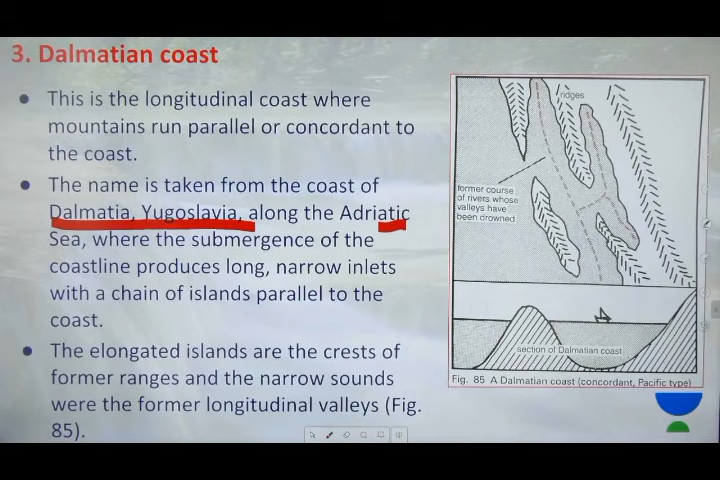 3. Dalmatian coast
• This is the longitudinal coast where
mountains run parallel or concordant to
the coast.
• The name is taken from the coast of
Dalmatia, Yugoslavia, along the Adriatic
Sea, where the submergence of the
coastline produces long, narrow inlets
with a chain of islands parallel to the
coast.
• The elongated islands are the crests of
former ranges and the narrow sounds
were the former longitudinal valleys (Fig.
85).
ridges
former course
of rivers whose
valleys have
been drowned
section of Dalmatian coast
Fig. 85 A Dalmatian coast (concordant, Pacific type)